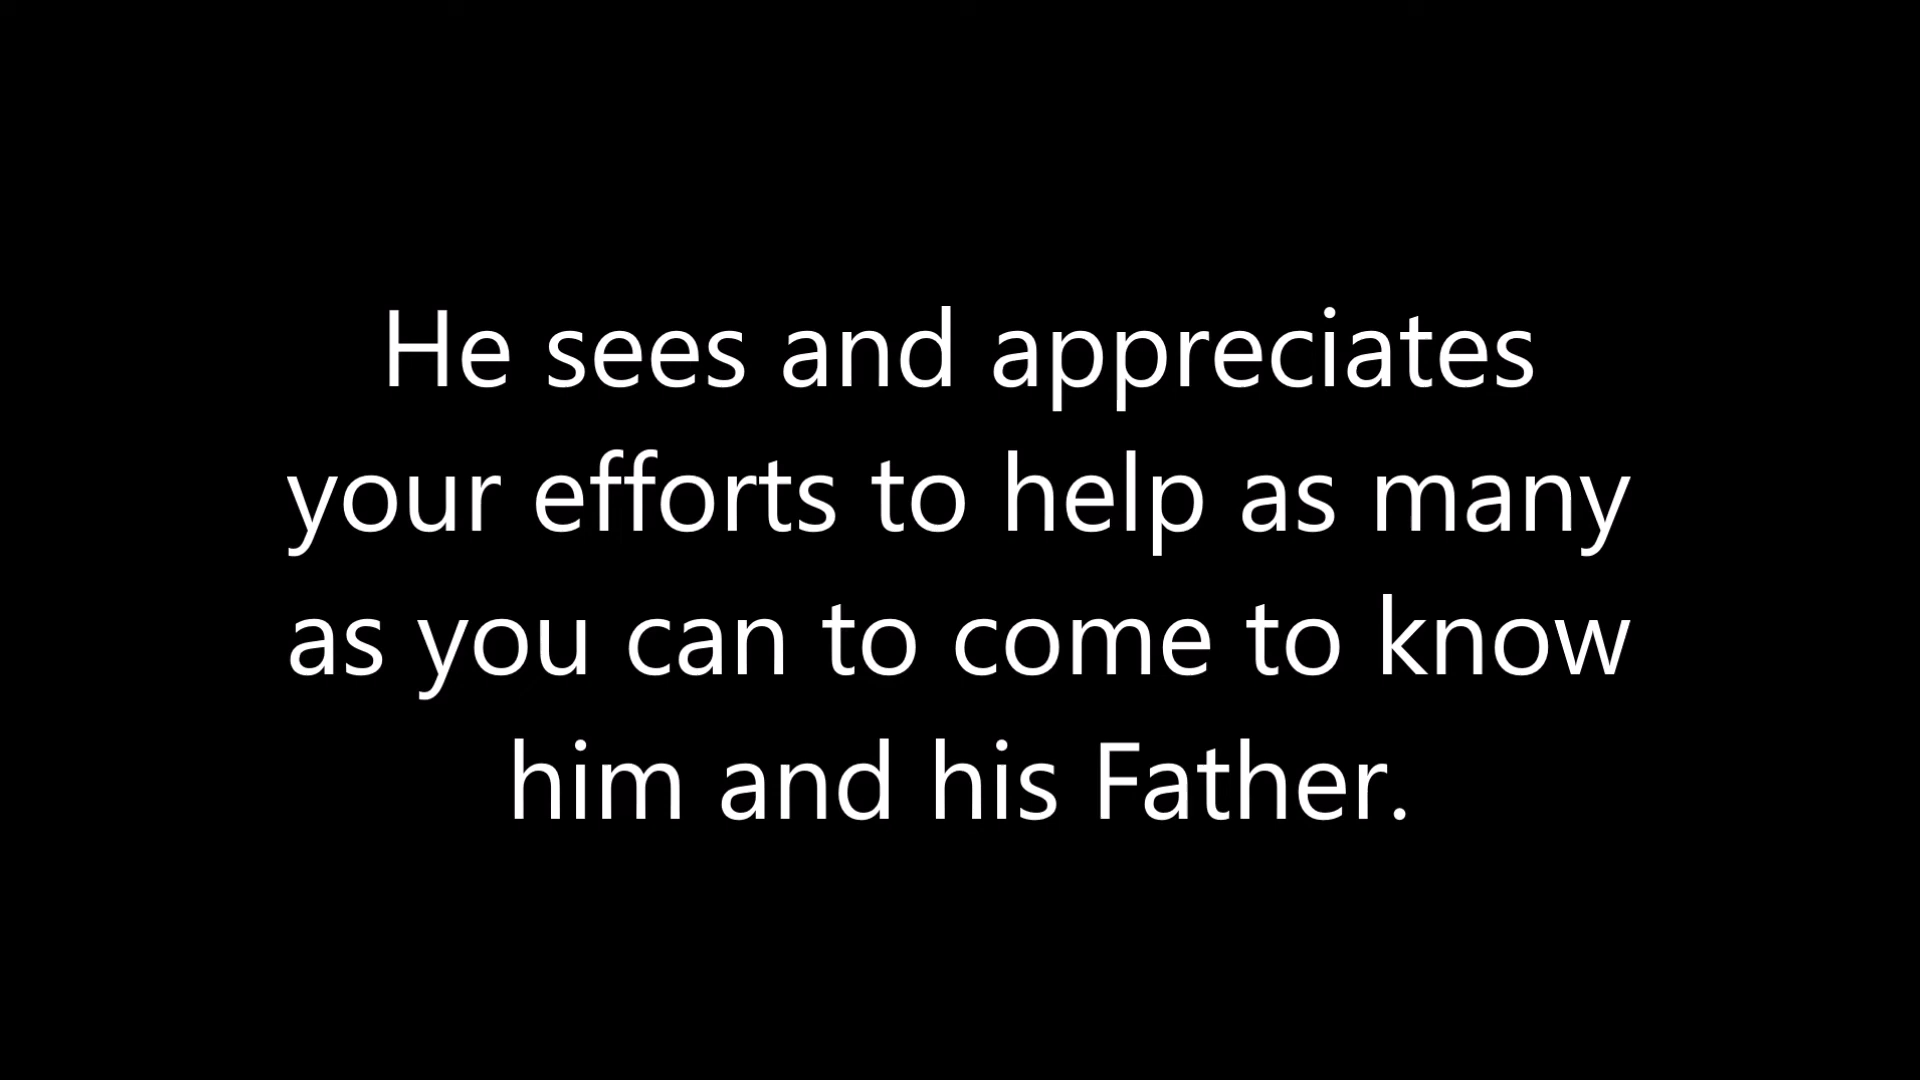 He sees and appreciates
your efforts to help as many
as you can to come to know
him and his Father.